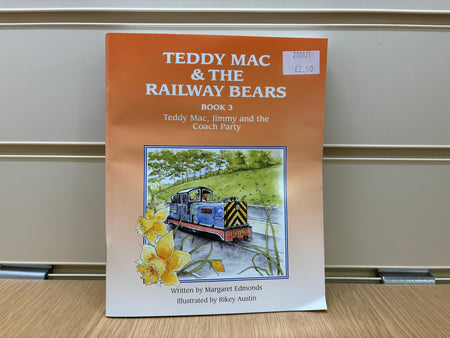 TEDDY MAC
& THE
RAILWAY BEARS
BOOK 3
Teddy Mac, Jimmy and the
Coach Party
200821
£2.50
Written by Margaret Edmonds
Illustrated by Rikey Austin